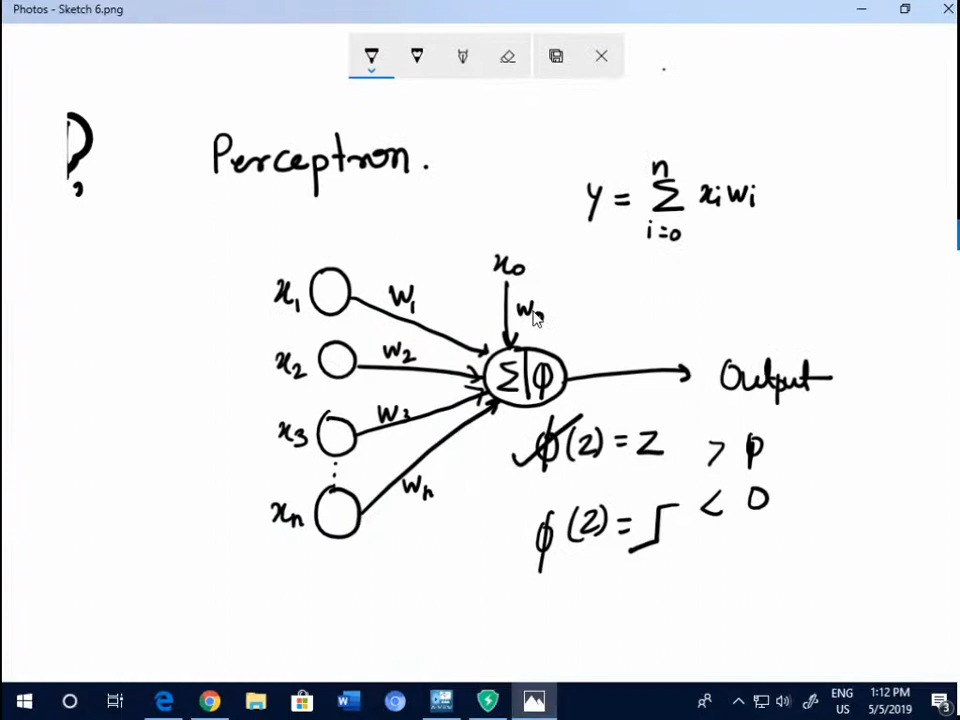 Photos - Sketch 6.png
Perceptron.
y = n Σ i=0 xiwi
x0
x1 w1
w0
x2 w2
Σ|φ
Output
x3 w3
φ(z) = z > p
xn wn
φ(z) = < 0
ENG 1:12 PM
US 5/5/2019
3